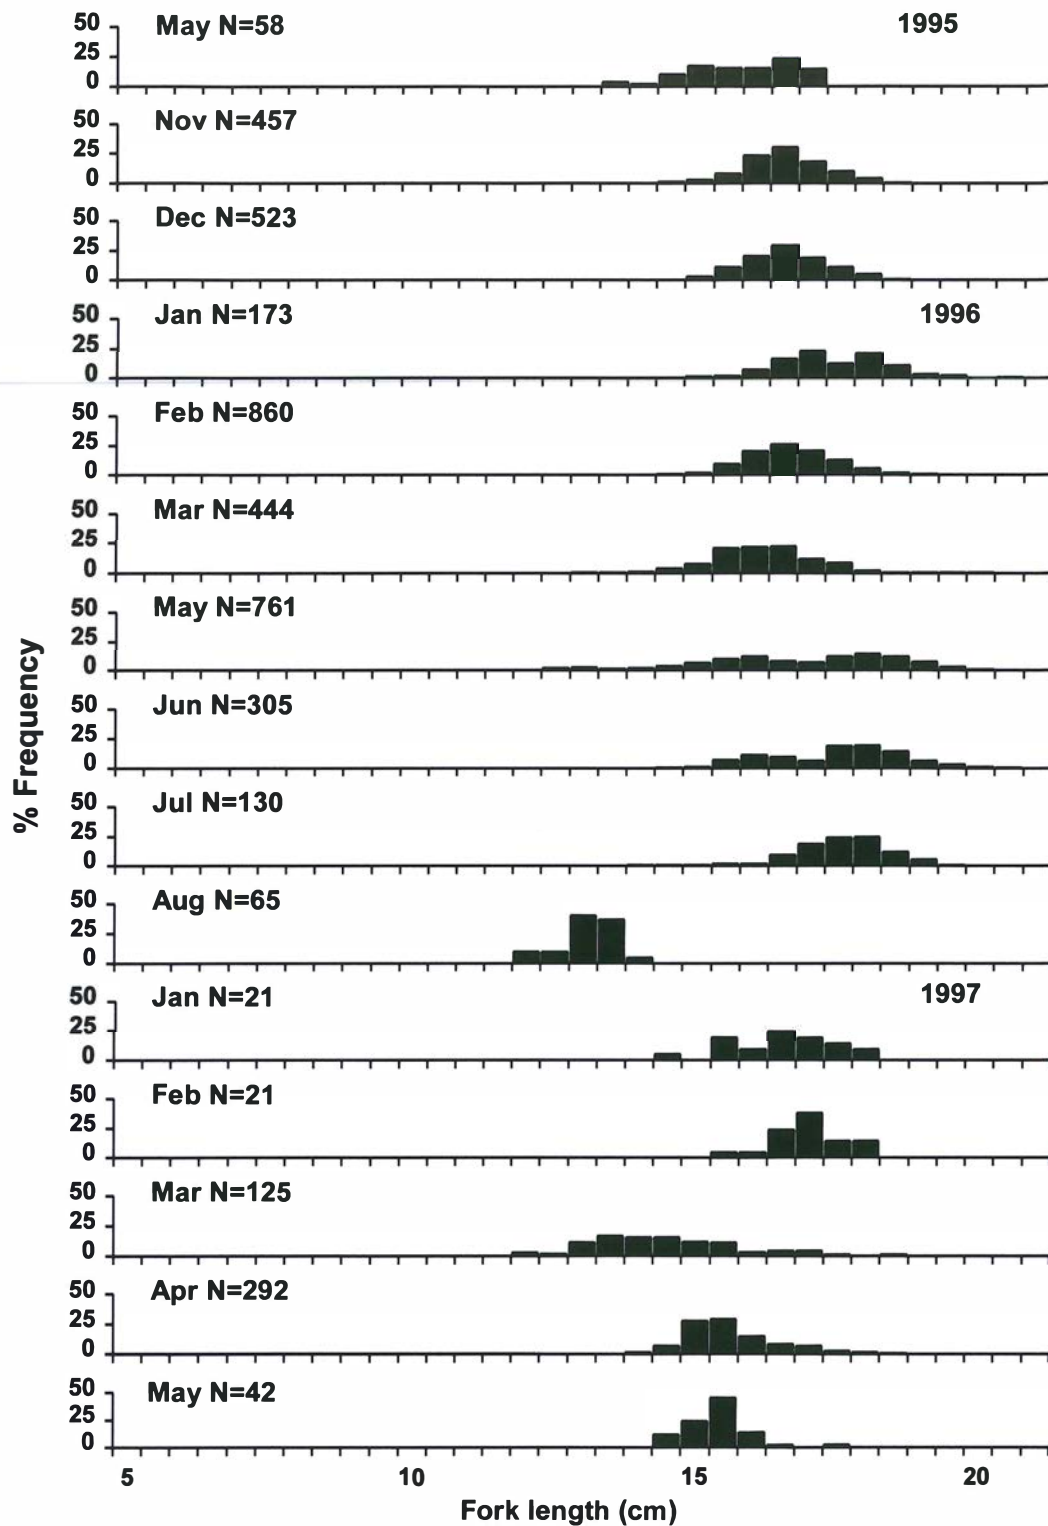 50
25
0
May N=58
1995
50
25
0
Nov N=457
50
25
0
Dec N=523
50
25
0
Jan N=173
1996
50
25
0
Feb N=860
50
25
0
Mar N=444
50
25
0
May N=761
50
25
0
Jun N=305
50
25
0
Jul N=130
50
25
0
Aug N=65
50
25
0
Jan N=21
1997
50
25
0
Feb N=21
50
25
0
Mar N=125
50
25
0
Apr N=292
50
25
0
May N=42
% Frequency
5 10 15 20
Fork length (cm)